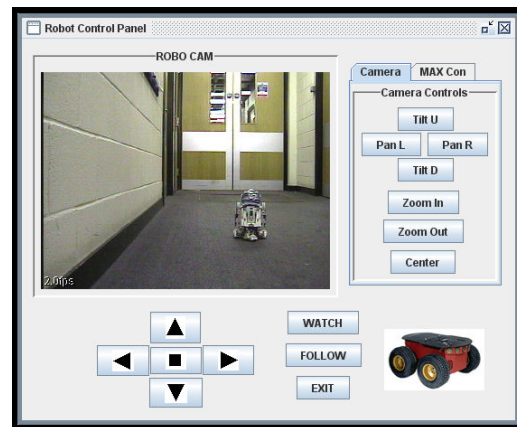 Robot Control Panel
ROBO CAM
2.0fps
Camera MAX Con
Camera Controls
Tilt U
Pan L Pan R
Tilt D
Zoom In
Zoom Out
Center
WATCH
FOLLOW
EXIT